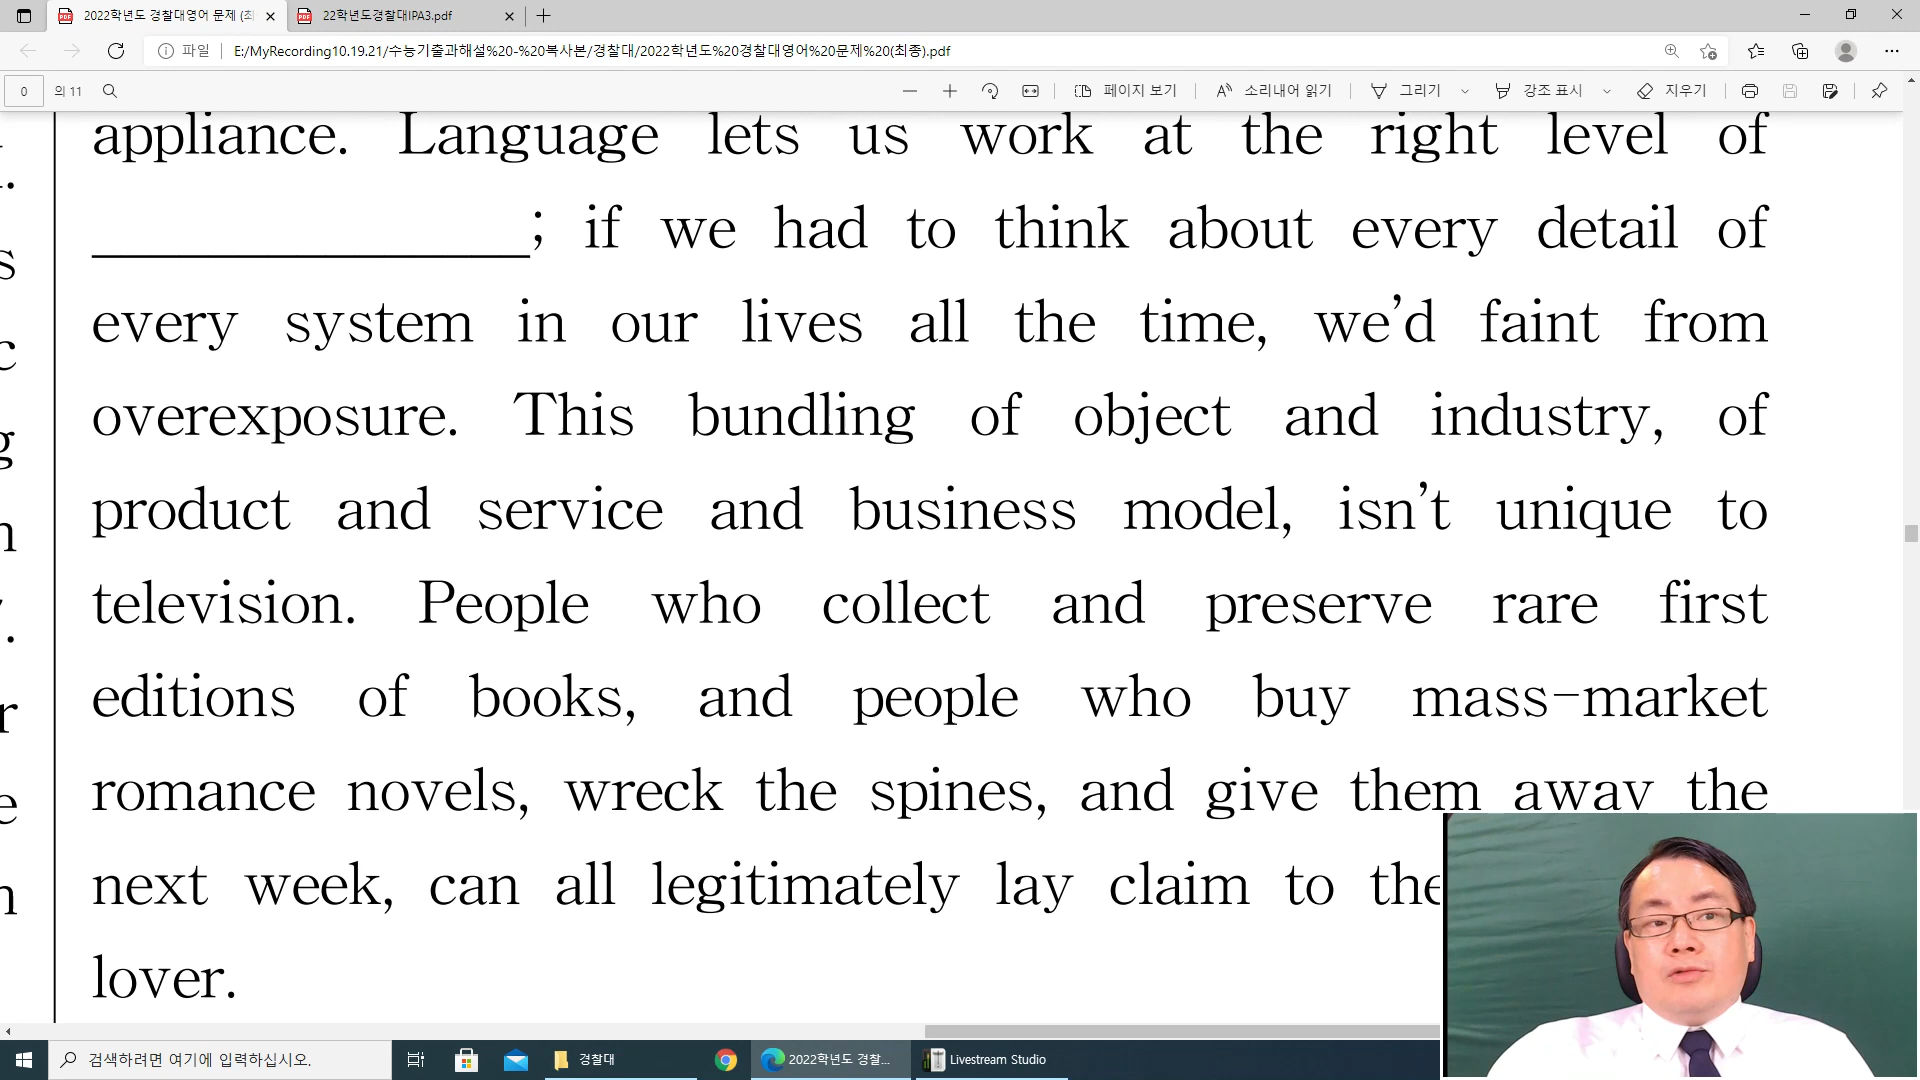 2022학년도 경찰대영어 문제 (최
22학년도경찰대IPA3.pdf
파일
E:/MyRecording10.19.21/수능기출과해설%20-%20복사본/경찰대/2022학년도%20경찰대영어%20문제%20(최종).pdf
0 의 11
페이지 보기 소리내어 읽기 그리기 강조 표시 지우기
appliance. Language lets us work at the right level of
; if we had to think about every detail of
every system in our lives all the time, we'd faint from
overexposure. This bundling of object and industry, of
product and service and business model, isn't unique to
television. People who collect and preserve rare first
editions of books, and people who buy mass-market
romance novels, wreck the spines, and give them away the
next week, can all legitimately lay claim to the
lover.
검색하려면 여기에 입력하십시오.
경찰대
2022학년도 경찰...
Livestream Studio